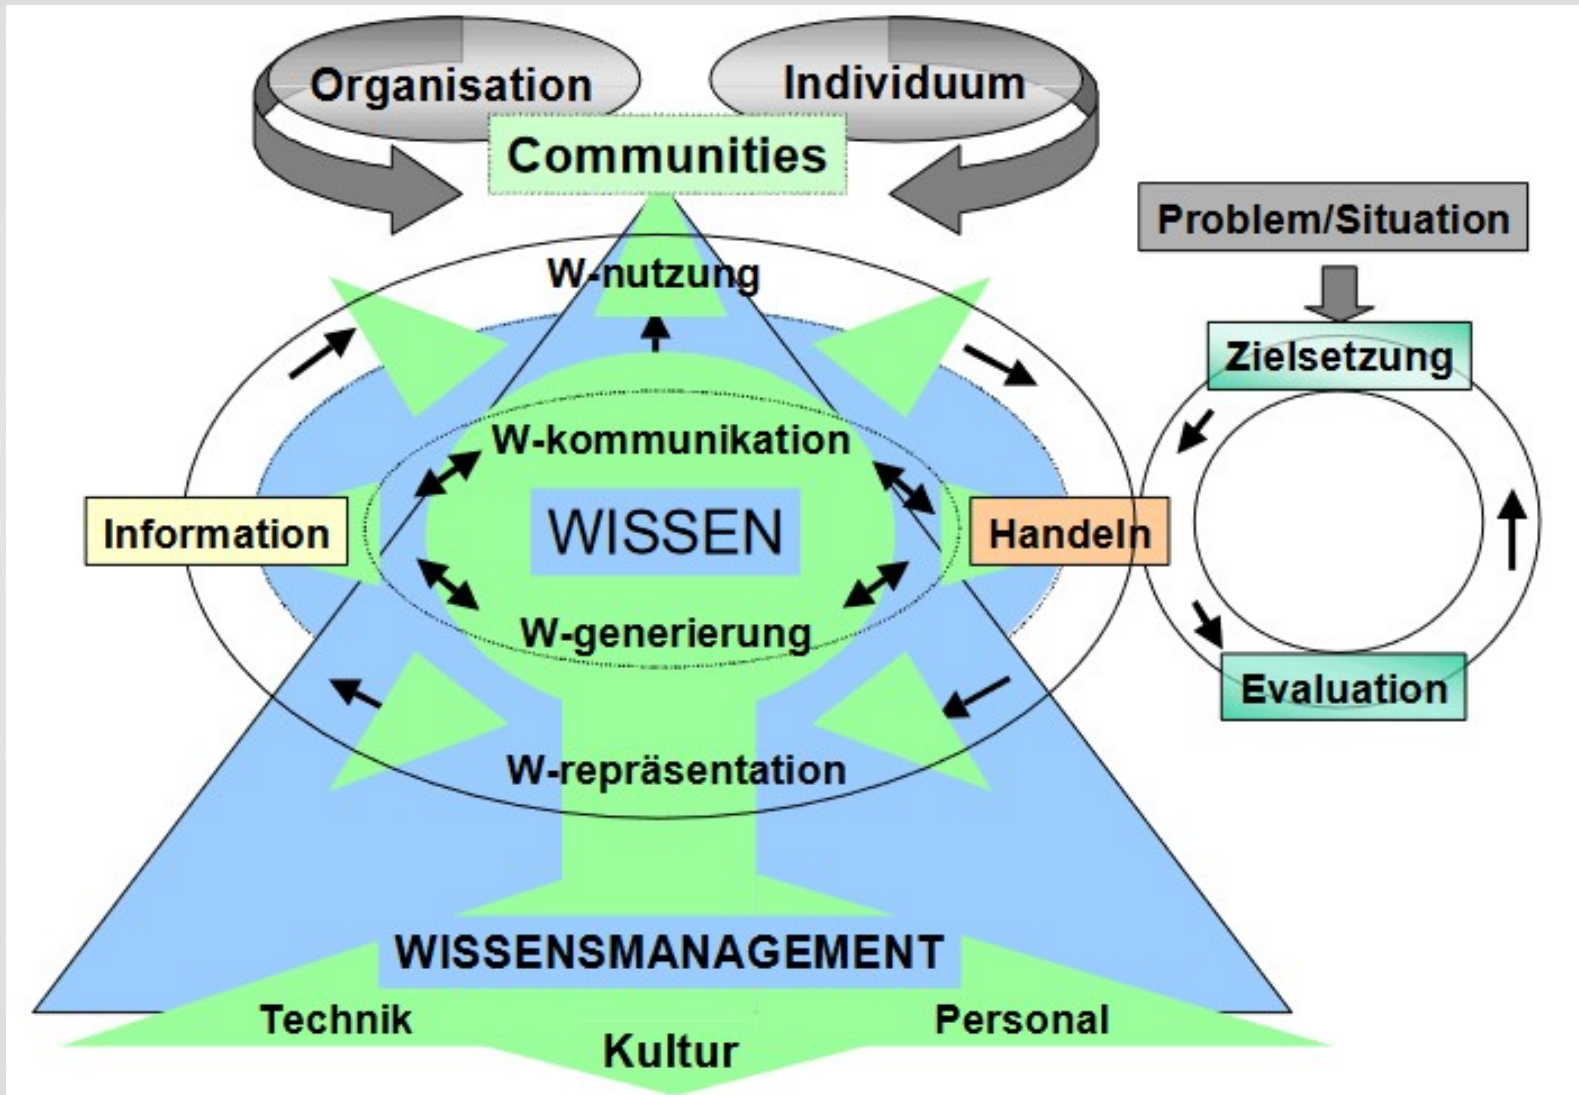 Organisation
Individuum
Communities
Problem/Situation
W-nutzung
Zielsetzung
W-kommunikation
Information
WISSEN
Handeln
W-generierung
Evaluation
W-repräsentation
WISSENSMANAGEMENT
Technik
Personal
Kultur